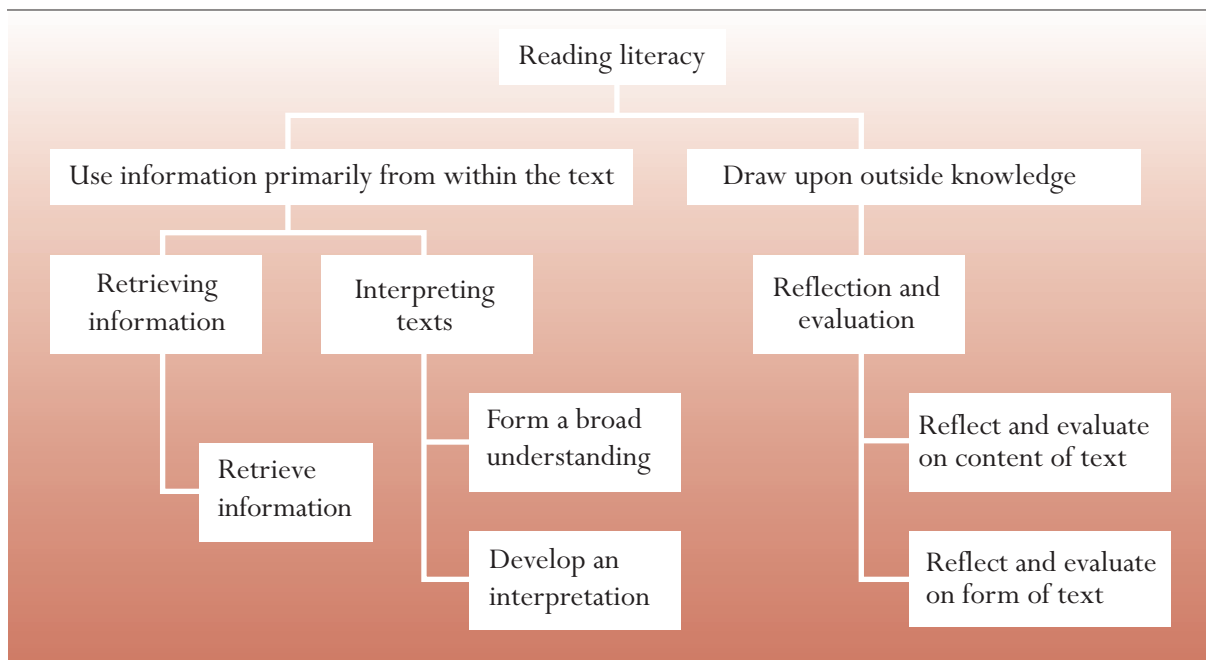 Reading literacy
Use information primarily from within the text
Draw upon outside knowledge
Retrieving
information
Interpreting
texts
Reflection and
evaluation
Retrieve
information
Form a broad
understanding
Develop an
interpretation
Reflect and evaluate
on content of text
Reflect and evaluate
on form of text